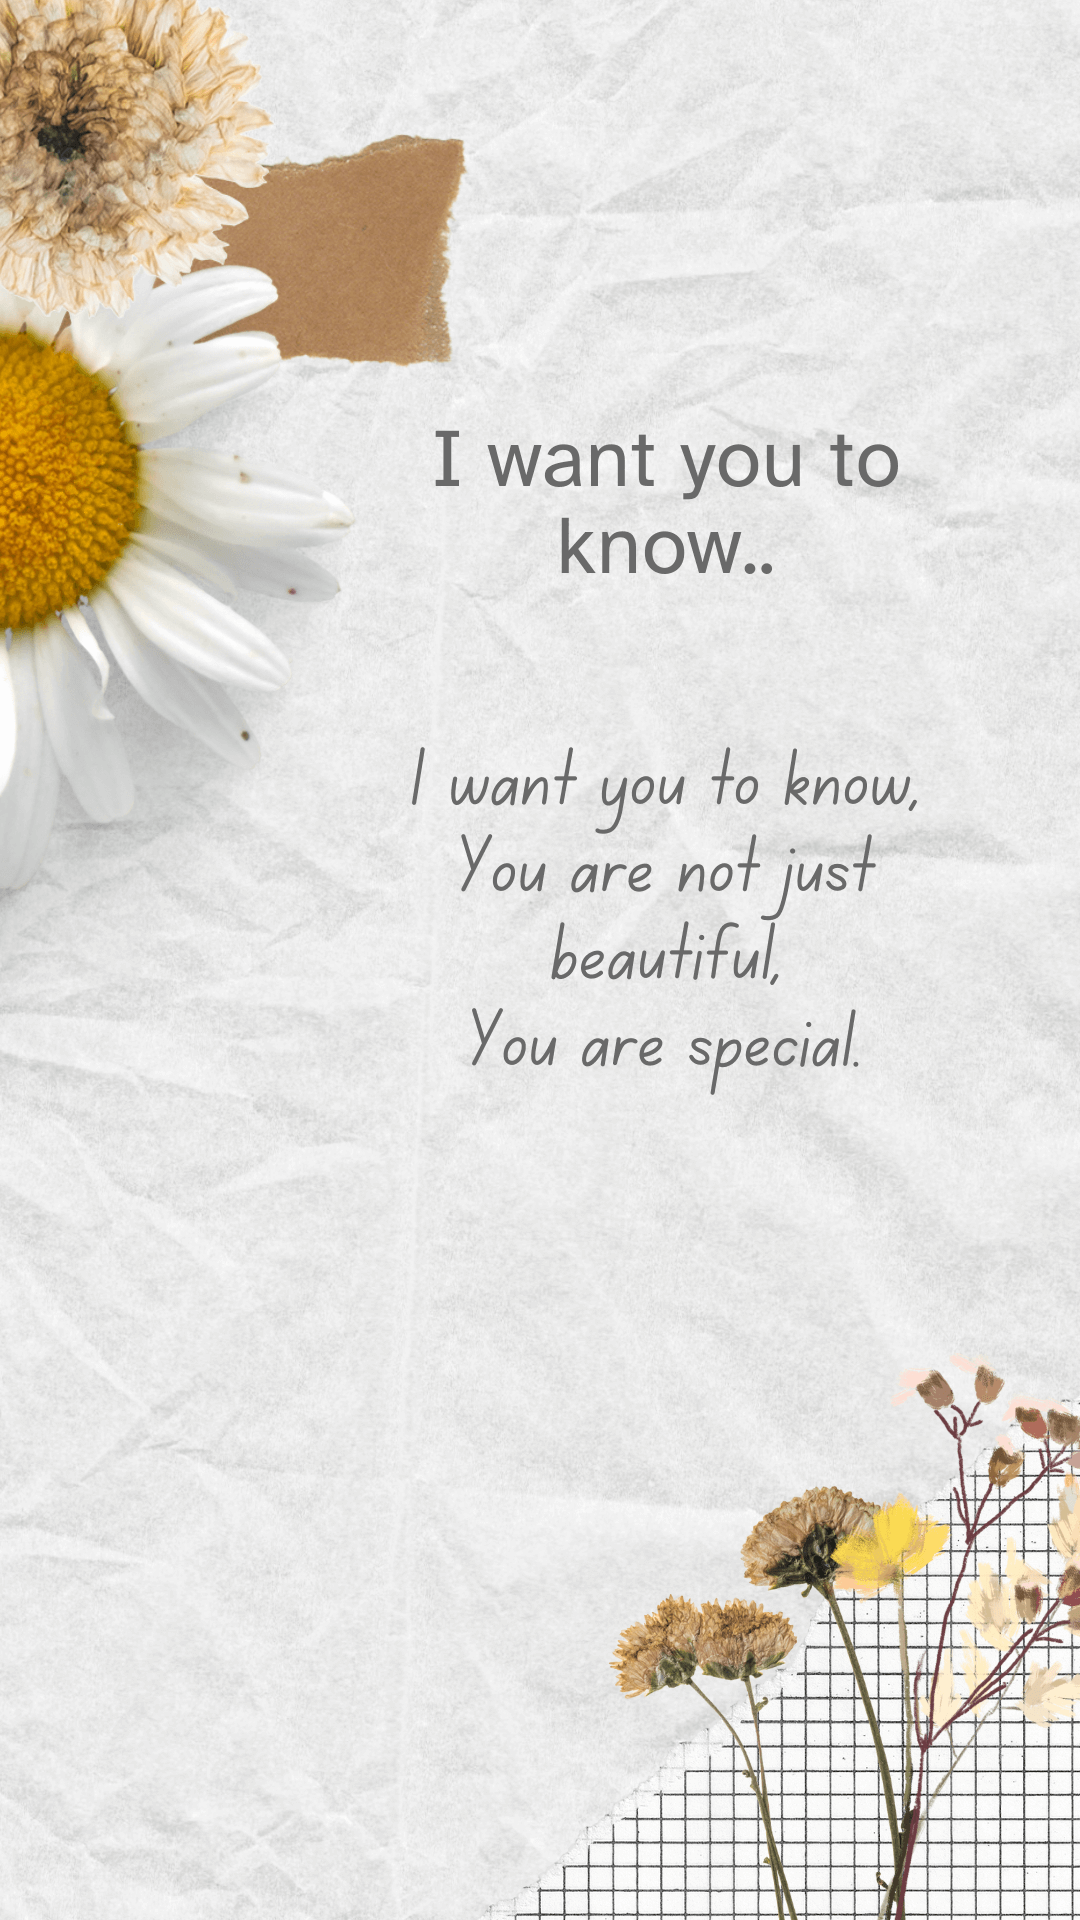 I want you to
know..
I want you to know,
You are not just
beautiful,
You are special.